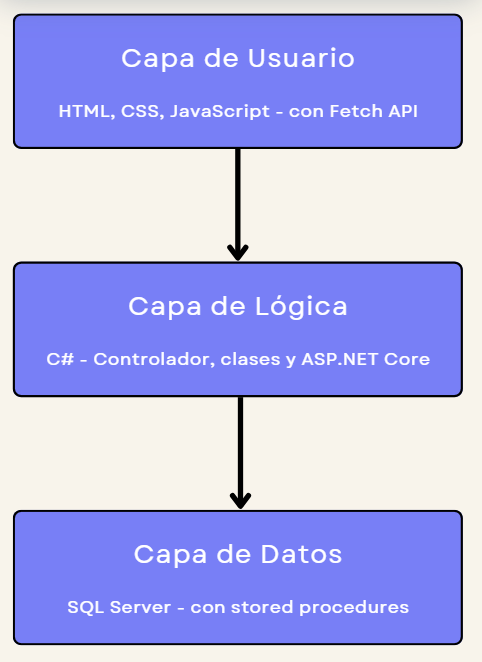 Capa de Usuario
HTML, CSS, JavaScript - con Fetch API
Capa de Lógica
C# - Controlador, clases y ASP.NET Core
Capa de Datos
SQL Server - con stored procedures